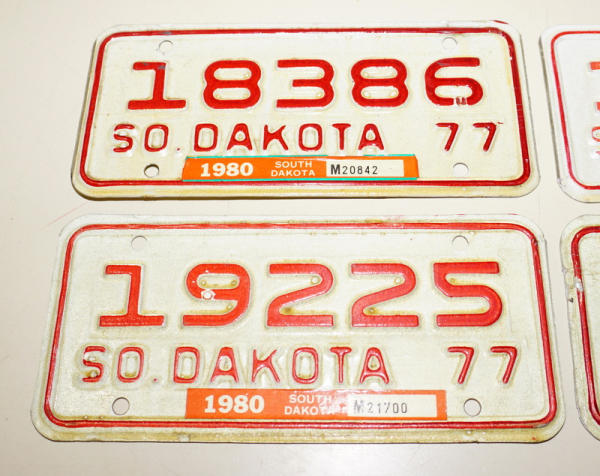 18386
SO. DAKOTA 77
1980 SOUTH DAKOTA M20842
19225
SO. DAKOTA 77
1980 SOUTH DAKOTA M21700